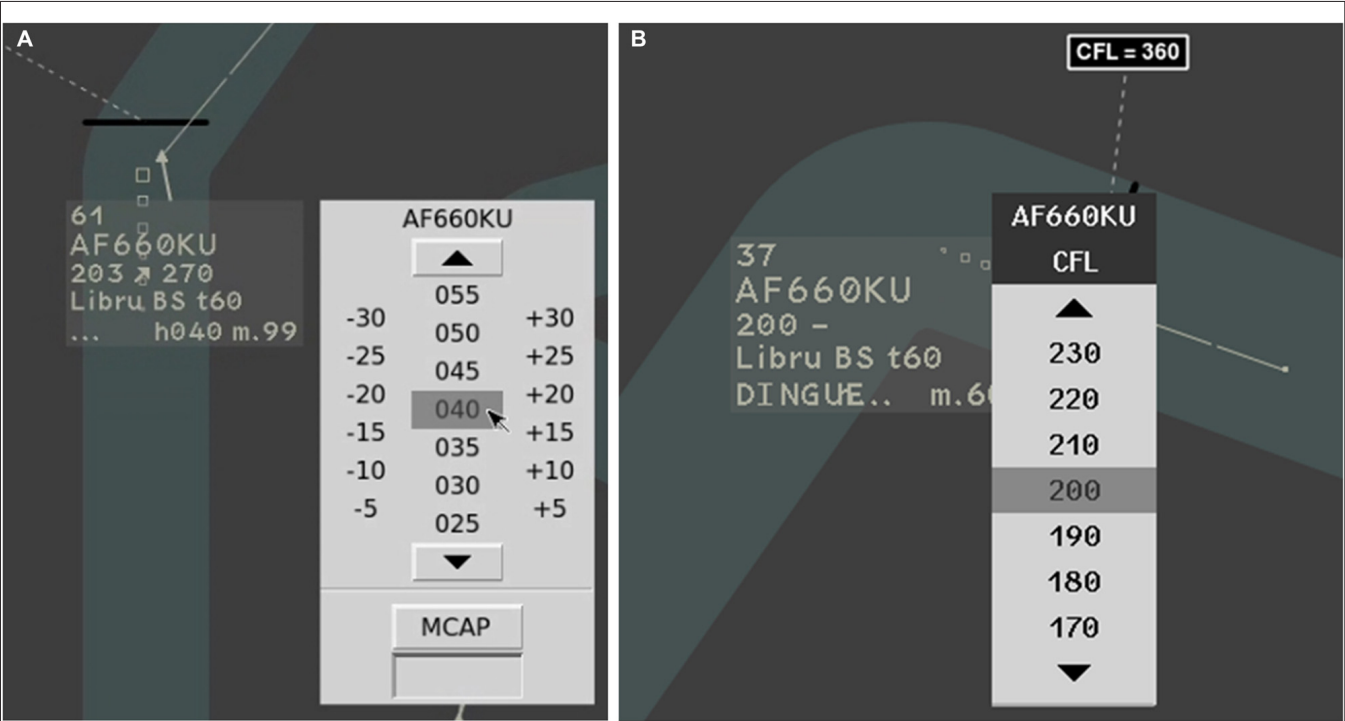 A
61
AF660KU
203 ↗ 270
Libru BS t60
... h040 m.99
AF660KU
055
-30 050 +30
-25 045 +25
-20 040 +20
-15 035 +15
-10 030 +10
-5 025 +5
MCAP
B
CFL = 360
37
AF660KU
200 –
Libru BS t60
DINGUE.. m.60
AF660KU
CFL
230
220
210
200
190
180
170